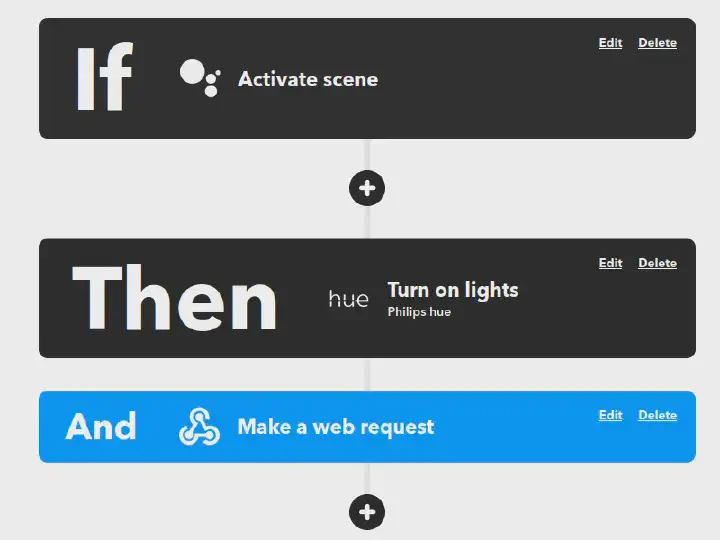 If
Activate scene
Edit Delete
Then
hue
Turn on lights
Philips hue
Edit Delete
And
Make a web request
Edit Delete